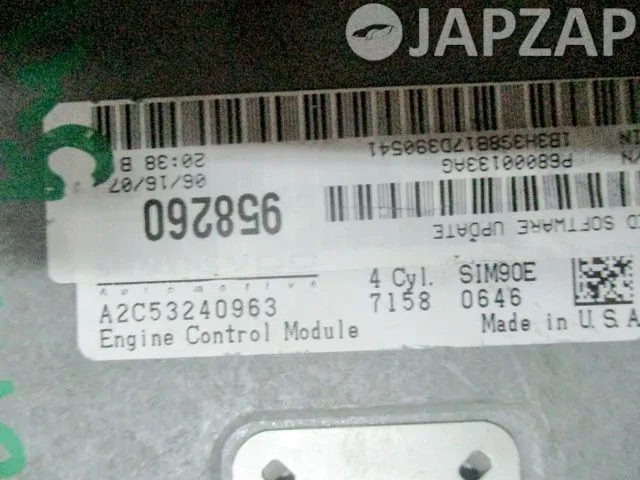 JAPZAP
P68000133AG
20:38 B
06/16/07
958260
SOFTWARE UPDATE
Automotive
A2C53240963
Engine Control Module
4 Cyl. SIM90E
7158 0646
Made in U.S.A